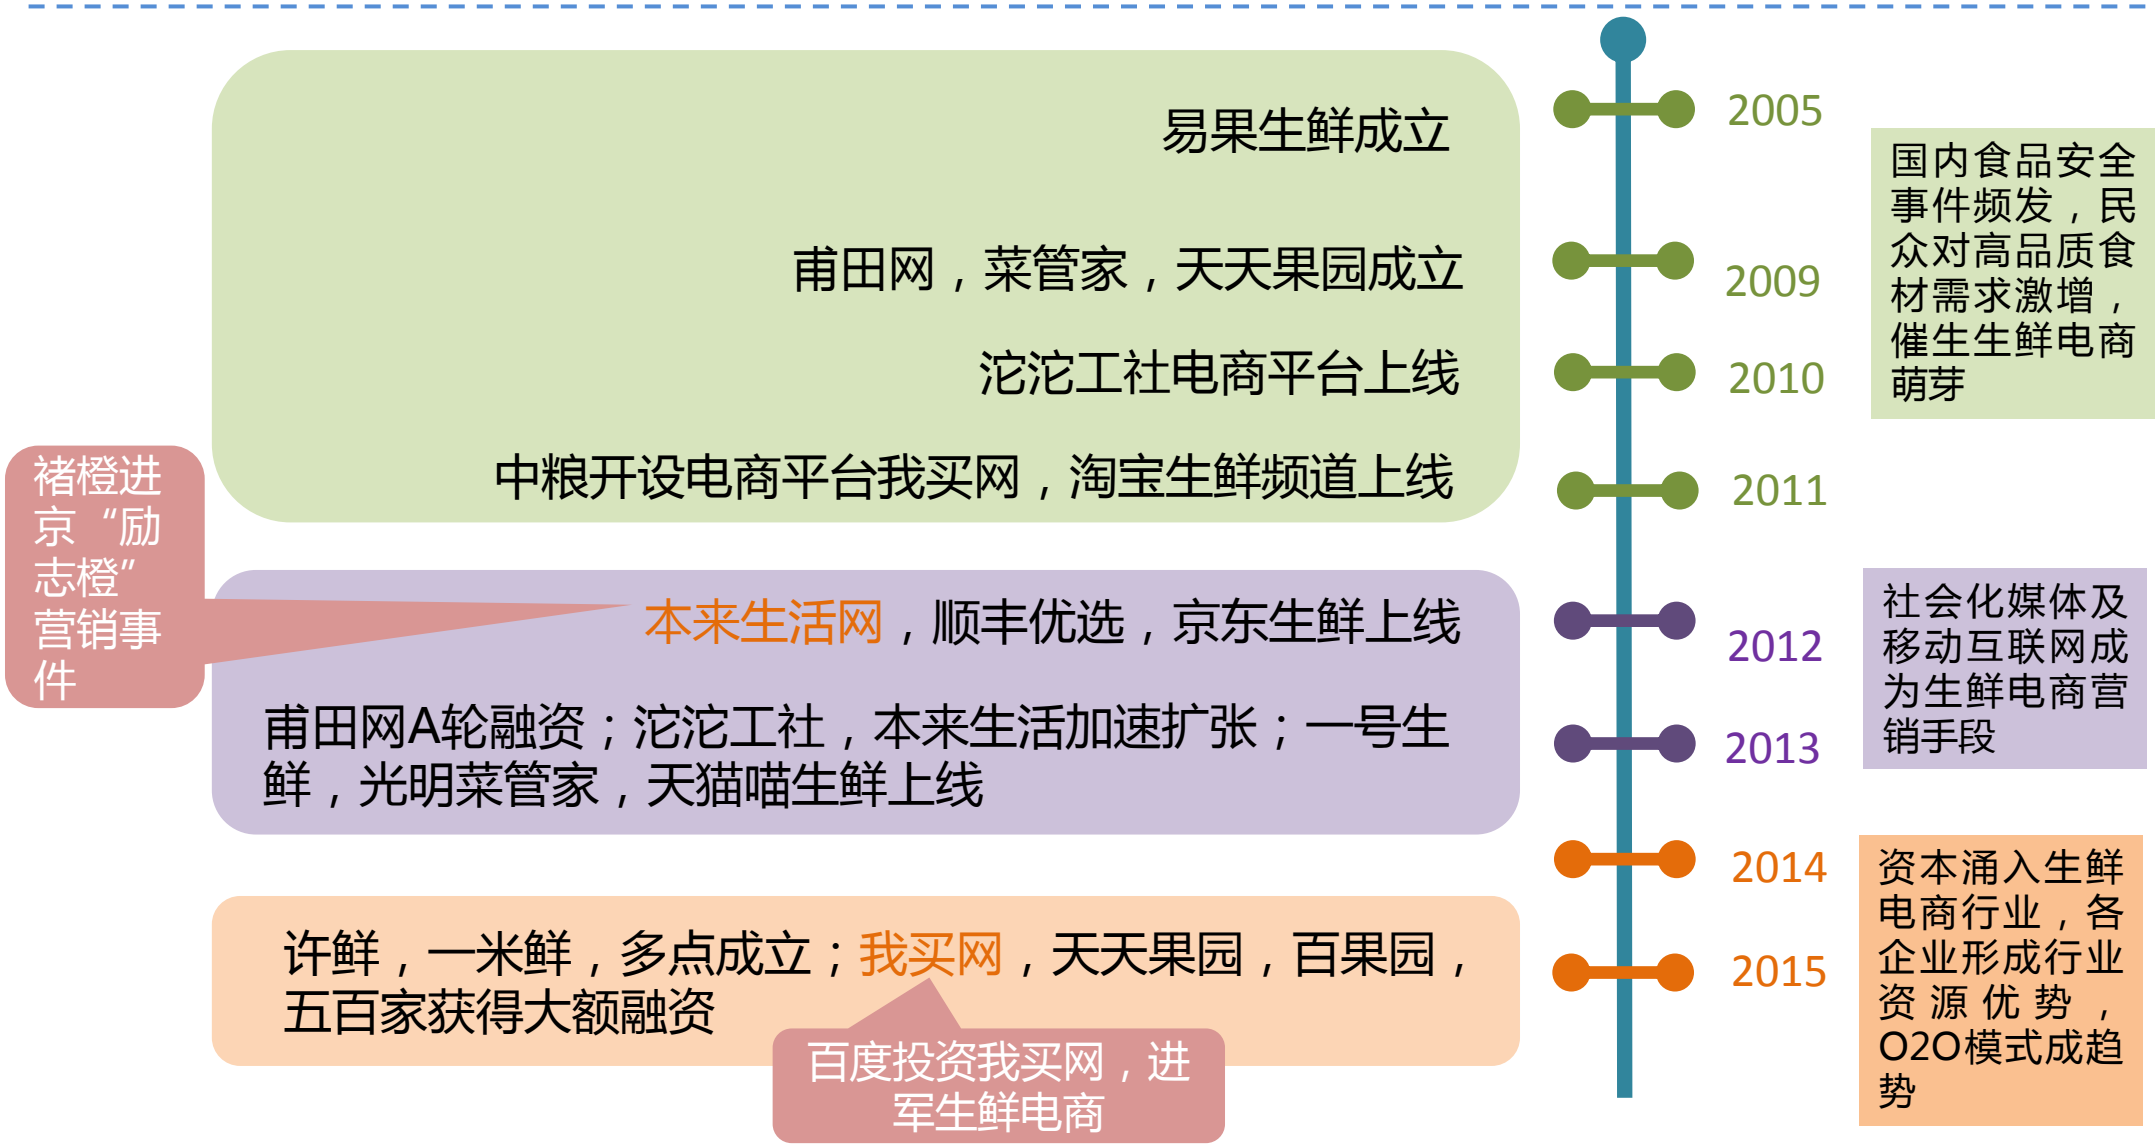 易果生鲜成立
2005
国内食品安全
事件频发，民
众对高品质食
材需求激增，
催生生鲜电商
萌芽
甫田网，菜管家，天天果园成立
2009
沱沱工社电商平台上线
2010
中粮开设电商平台我买网，淘宝生鲜频道上线
2011
褚橙进
京“励
志橙”
营销事
件
本来生活网，顺丰优选，京东生鲜上线
2012
社会化媒体及
移动互联网成
为生鲜电商营
销手段
甫田网A轮融资；沱沱工社，本来生活加速扩张；一号生
鲜，光明菜管家，天猫喵生鲜上线
2013
2014
资本涌入生鲜
电商行业，各
企业形成行业
资源优势，
O2O模式成趋
势
许鲜，一米鲜，多点成立；我买网，天天果园，百果园，
五百家获得大额融资
2015
百度投资我买网，进
军生鲜电商